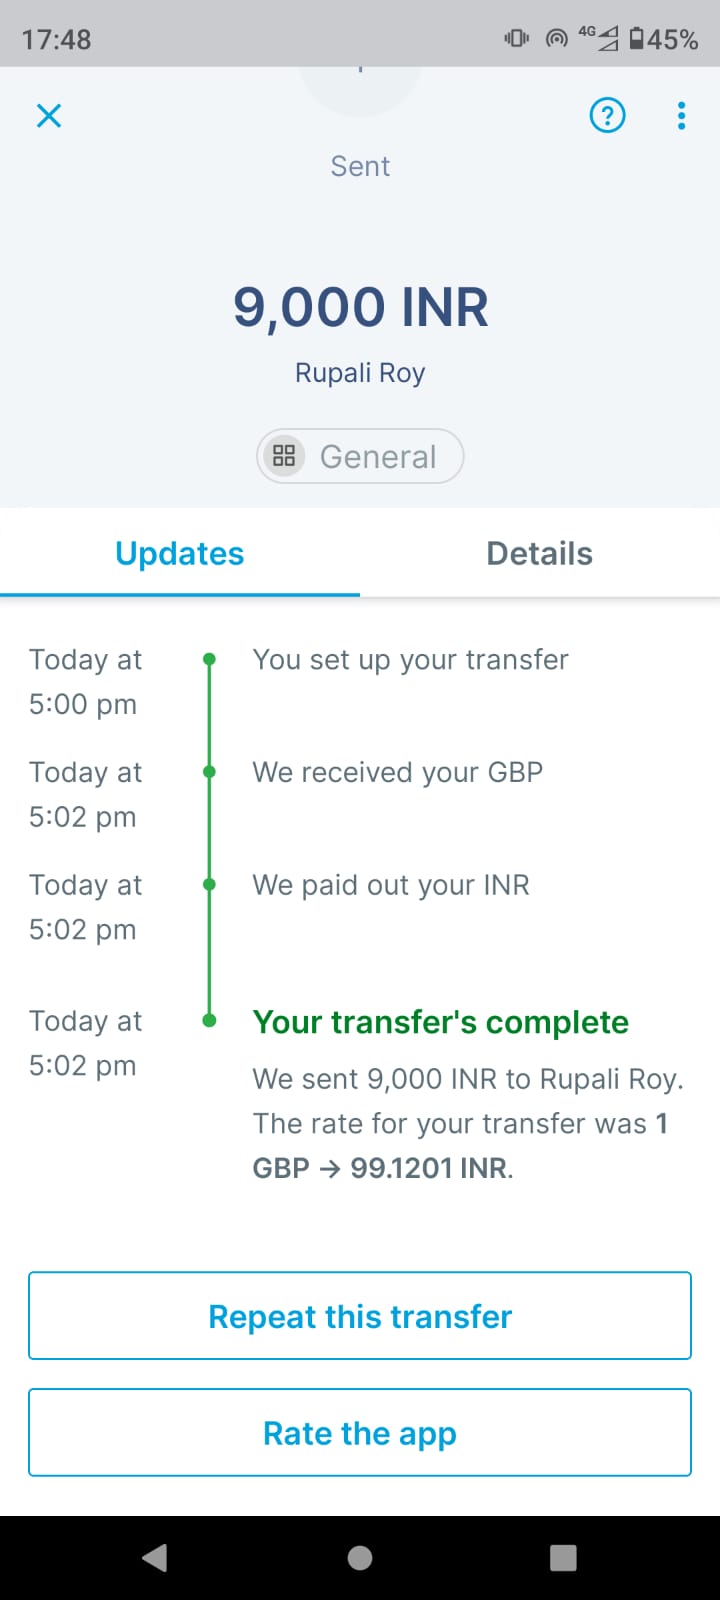 17:48
4G 45%
Sent
9,000 INR
Rupali Roy
General
Updates Details
Today at
5:00 pm
You set up your transfer
Today at
5:02 pm
We received your GBP
Today at
5:02 pm
We paid out your INR
Today at
5:02 pm
Your transfer's complete
We sent 9,000 INR to Rupali Roy.
The rate for your transfer was 1
GBP → 99.1201 INR.
Repeat this transfer
Rate the app